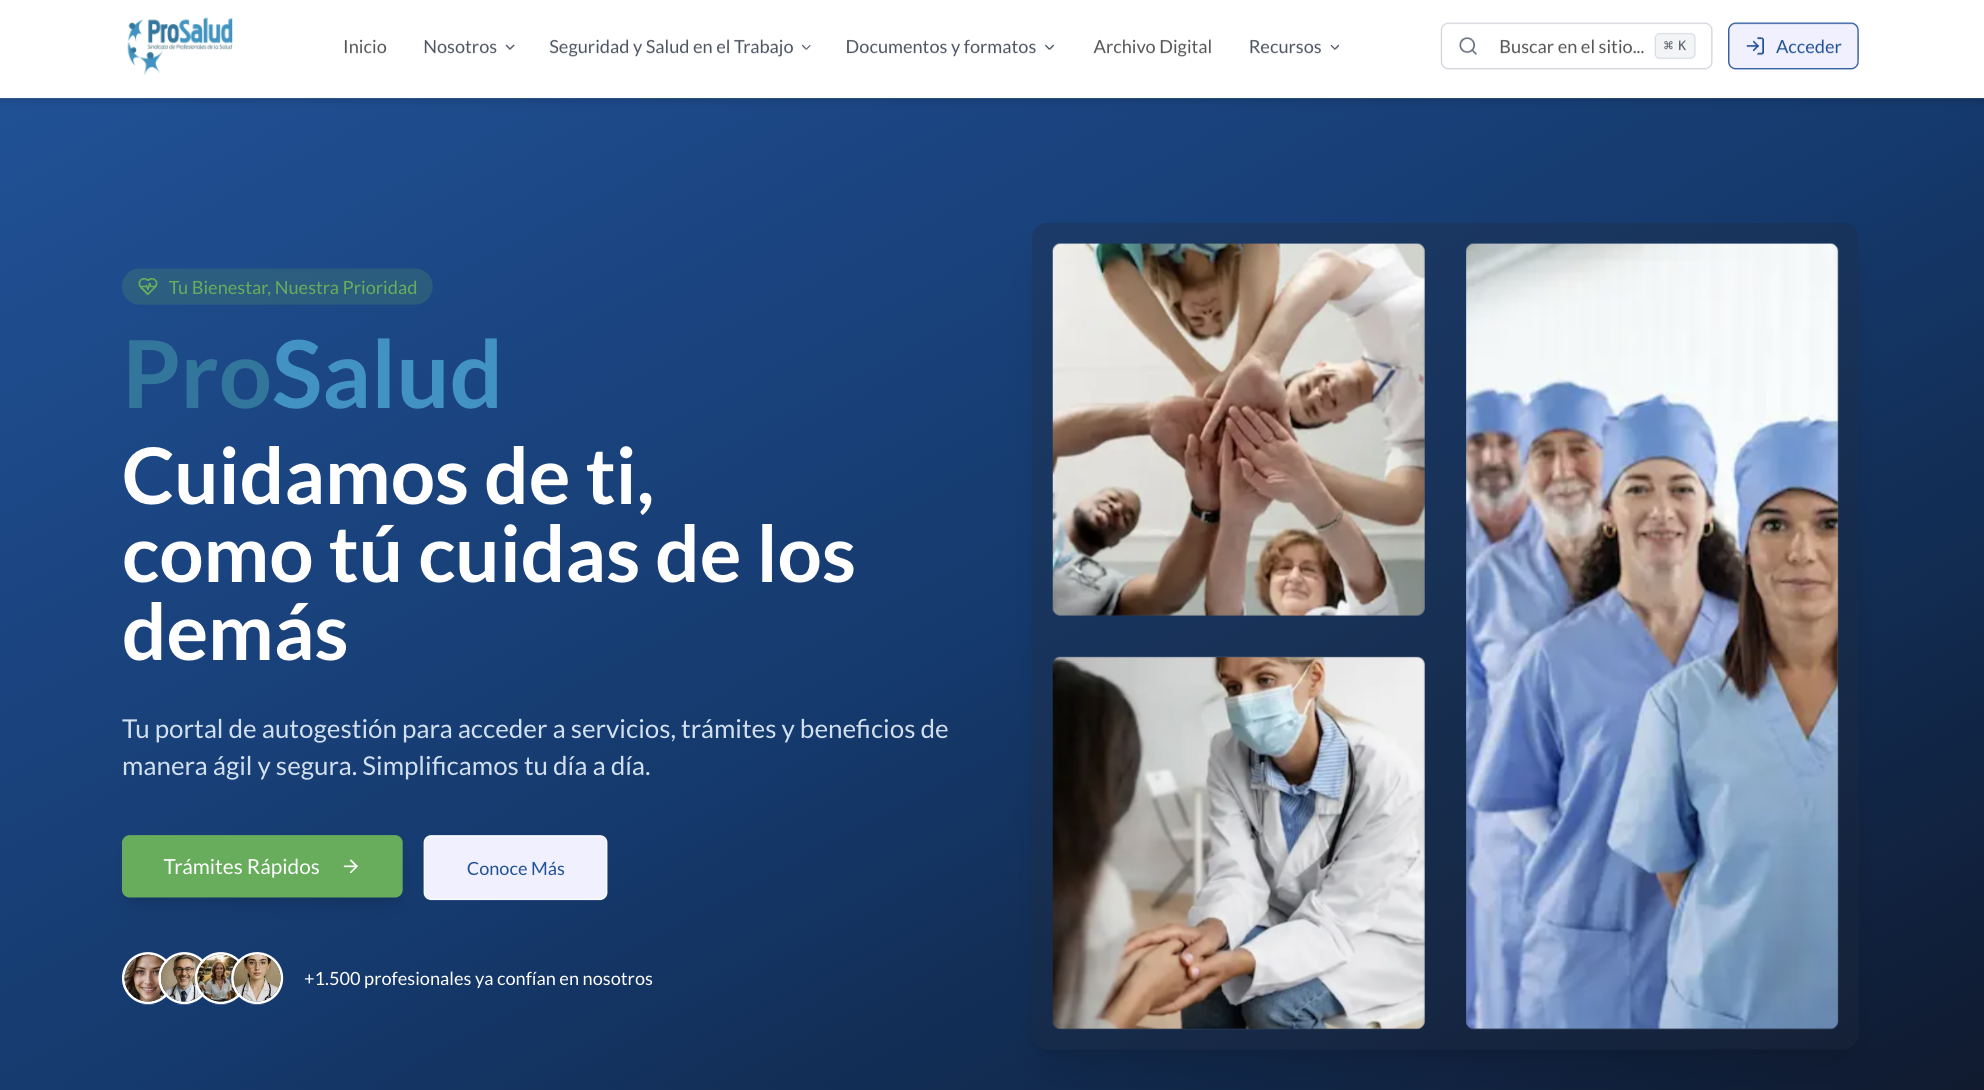 ProSalud
Sindicato de Profesionales de la Salud
Inicio
Nosotros
Seguridad y Salud en el Trabajo
Documentos y formatos
Archivo Digital
Recursos
Buscar en el sitio...
⌘ K
Acceder
Tu Bienestar, Nuestra Prioridad
ProSalud
Cuidamos de ti,
como tú cuidas de los
demás
Tu portal de autogestión para acceder a servicios, trámites y beneficios de
manera ágil y segura. Simplificamos tu día a día.
Trámites Rápidos
Conoce Más
+1.500 profesionales ya confían en nosotros